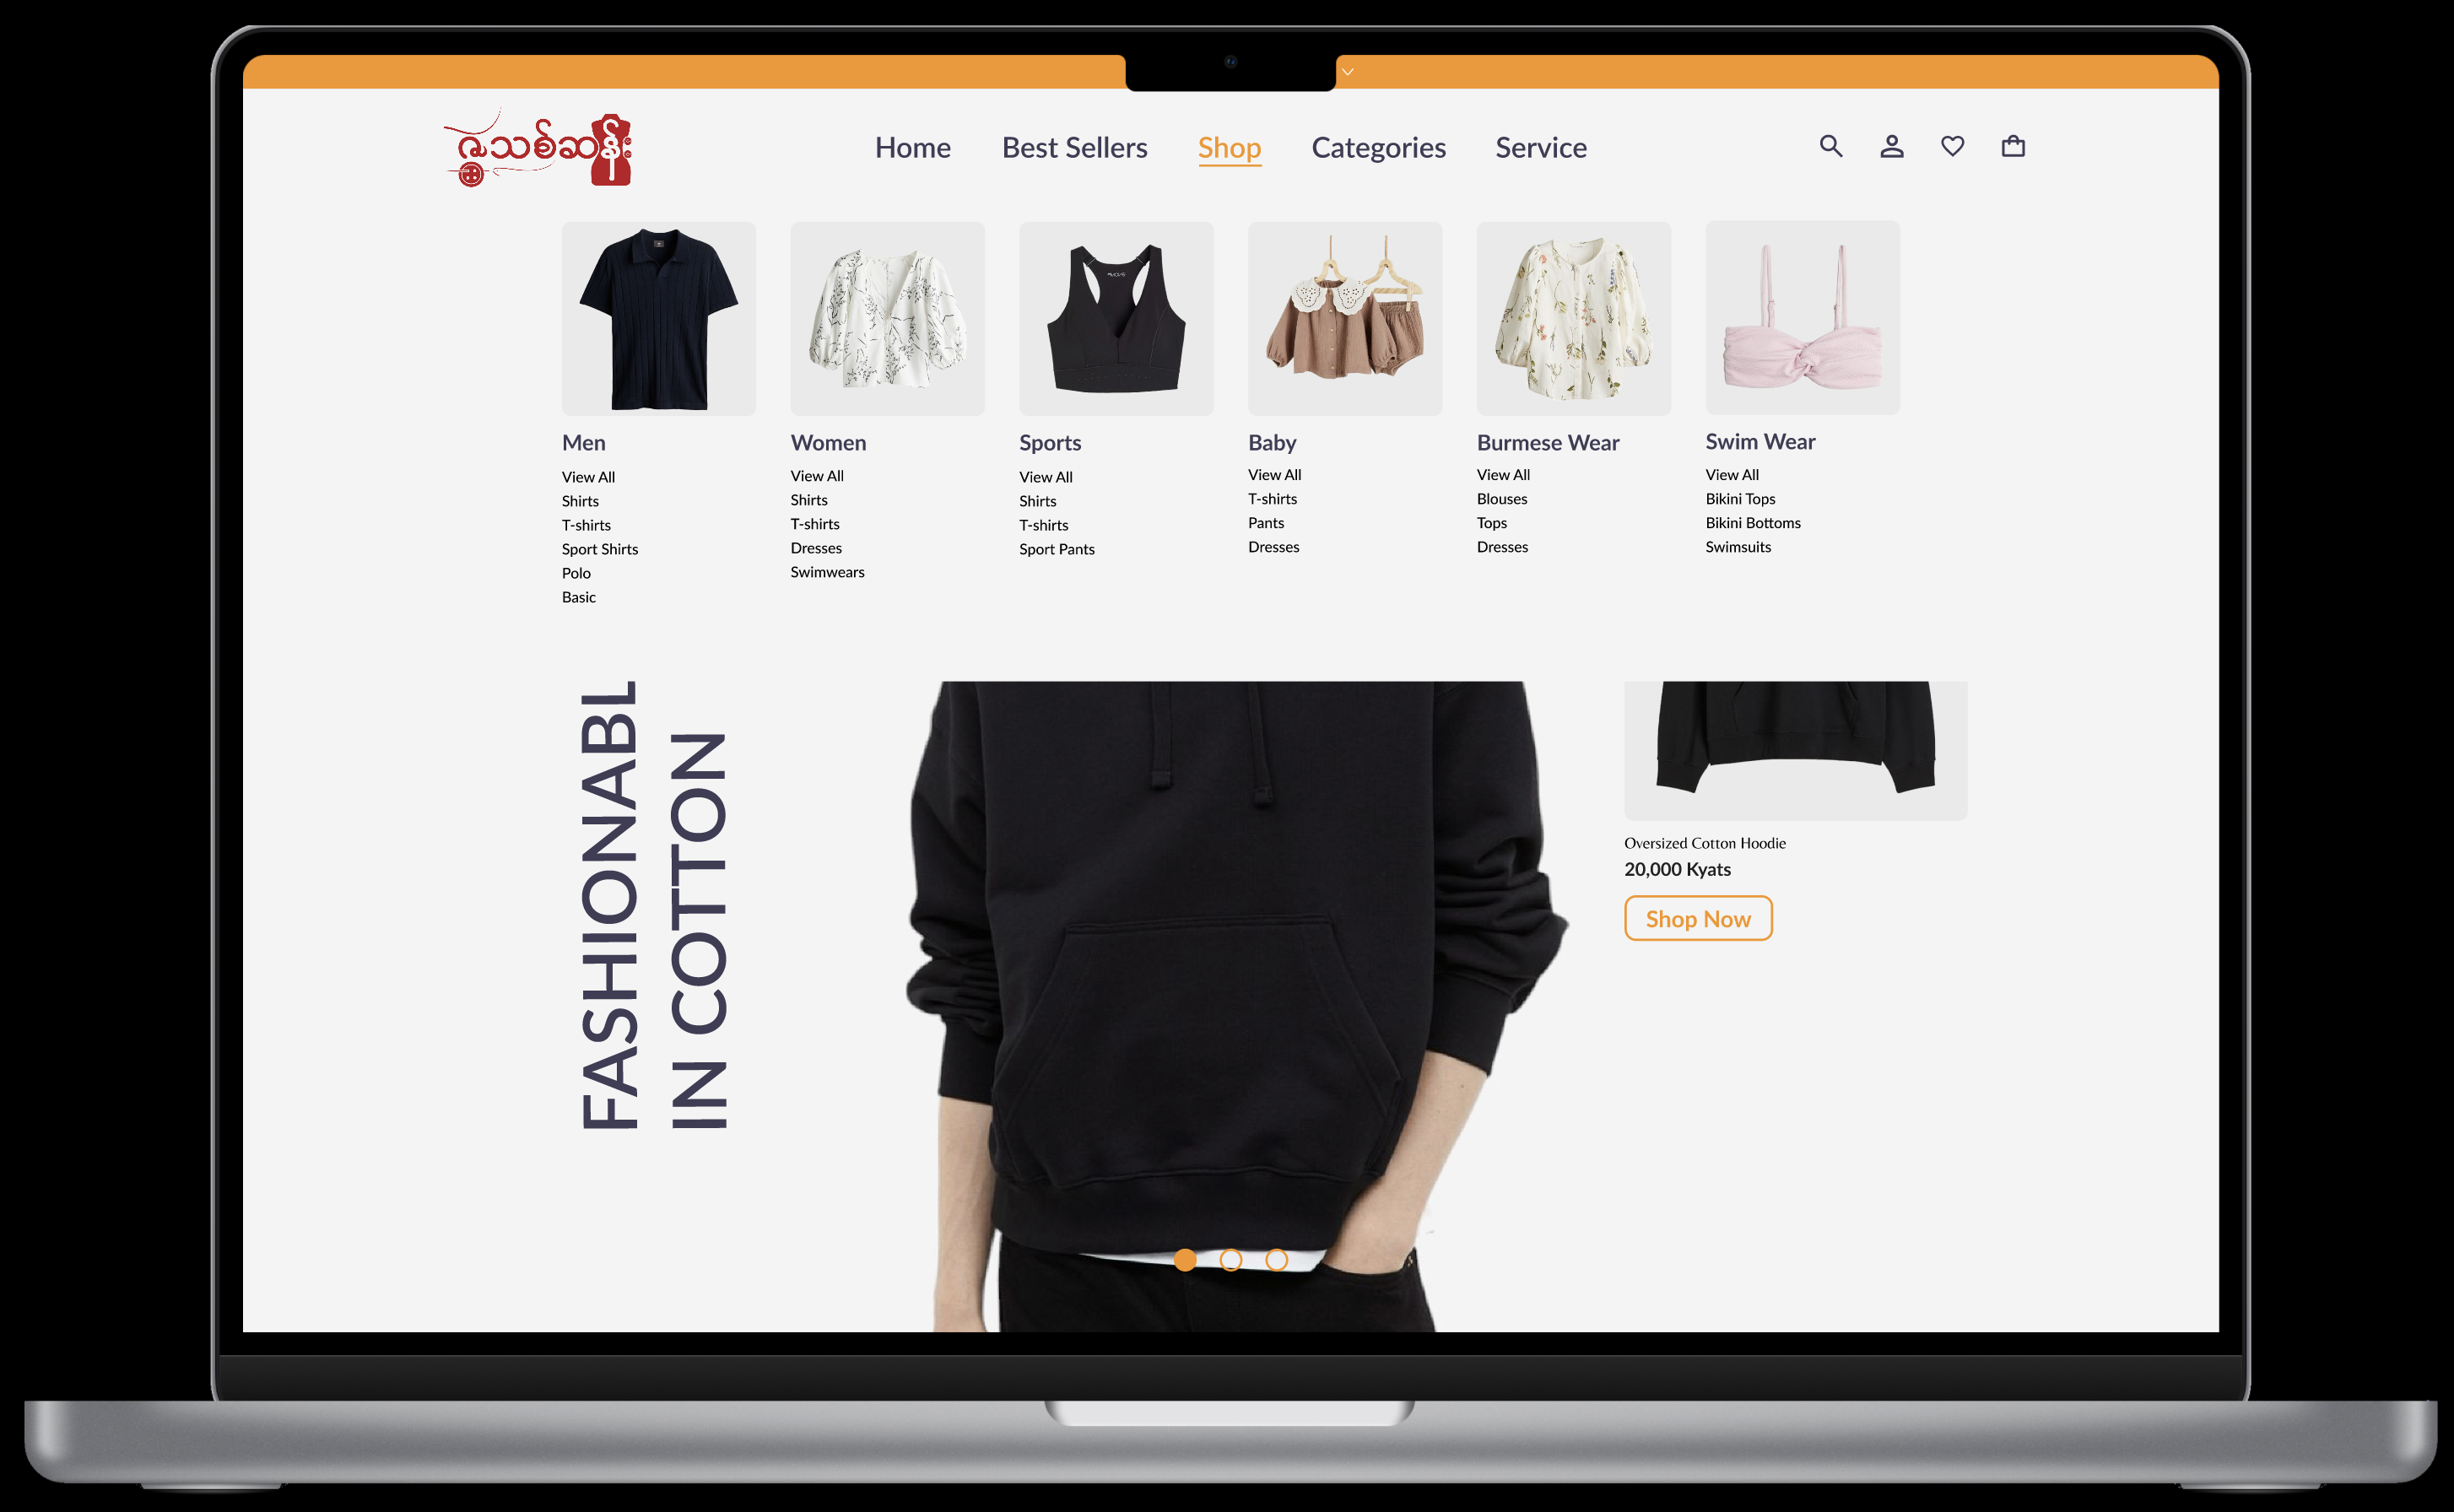 ဇွဲသစ်ဆန်း
Home
Best Sellers
Shop
Categories
Service
Men
View All
Shirts
T-shirts
Sport Shirts
Polo
Basic
Women
View All
Shirts
T-shirts
Dresses
Swimwears
Sports
View All
Shirts
T-shirts
Sport Pants
Baby
View All
T-shirts
Pants
Dresses
Burmese Wear
View All
Blouses
Tops
Dresses
Swim Wear
View All
Bikini Tops
Bikini Bottoms
Swimsuits
FASHIONABL
IN COTTON
Oversized Cotton Hoodie
20,000 Kyats
Shop Now